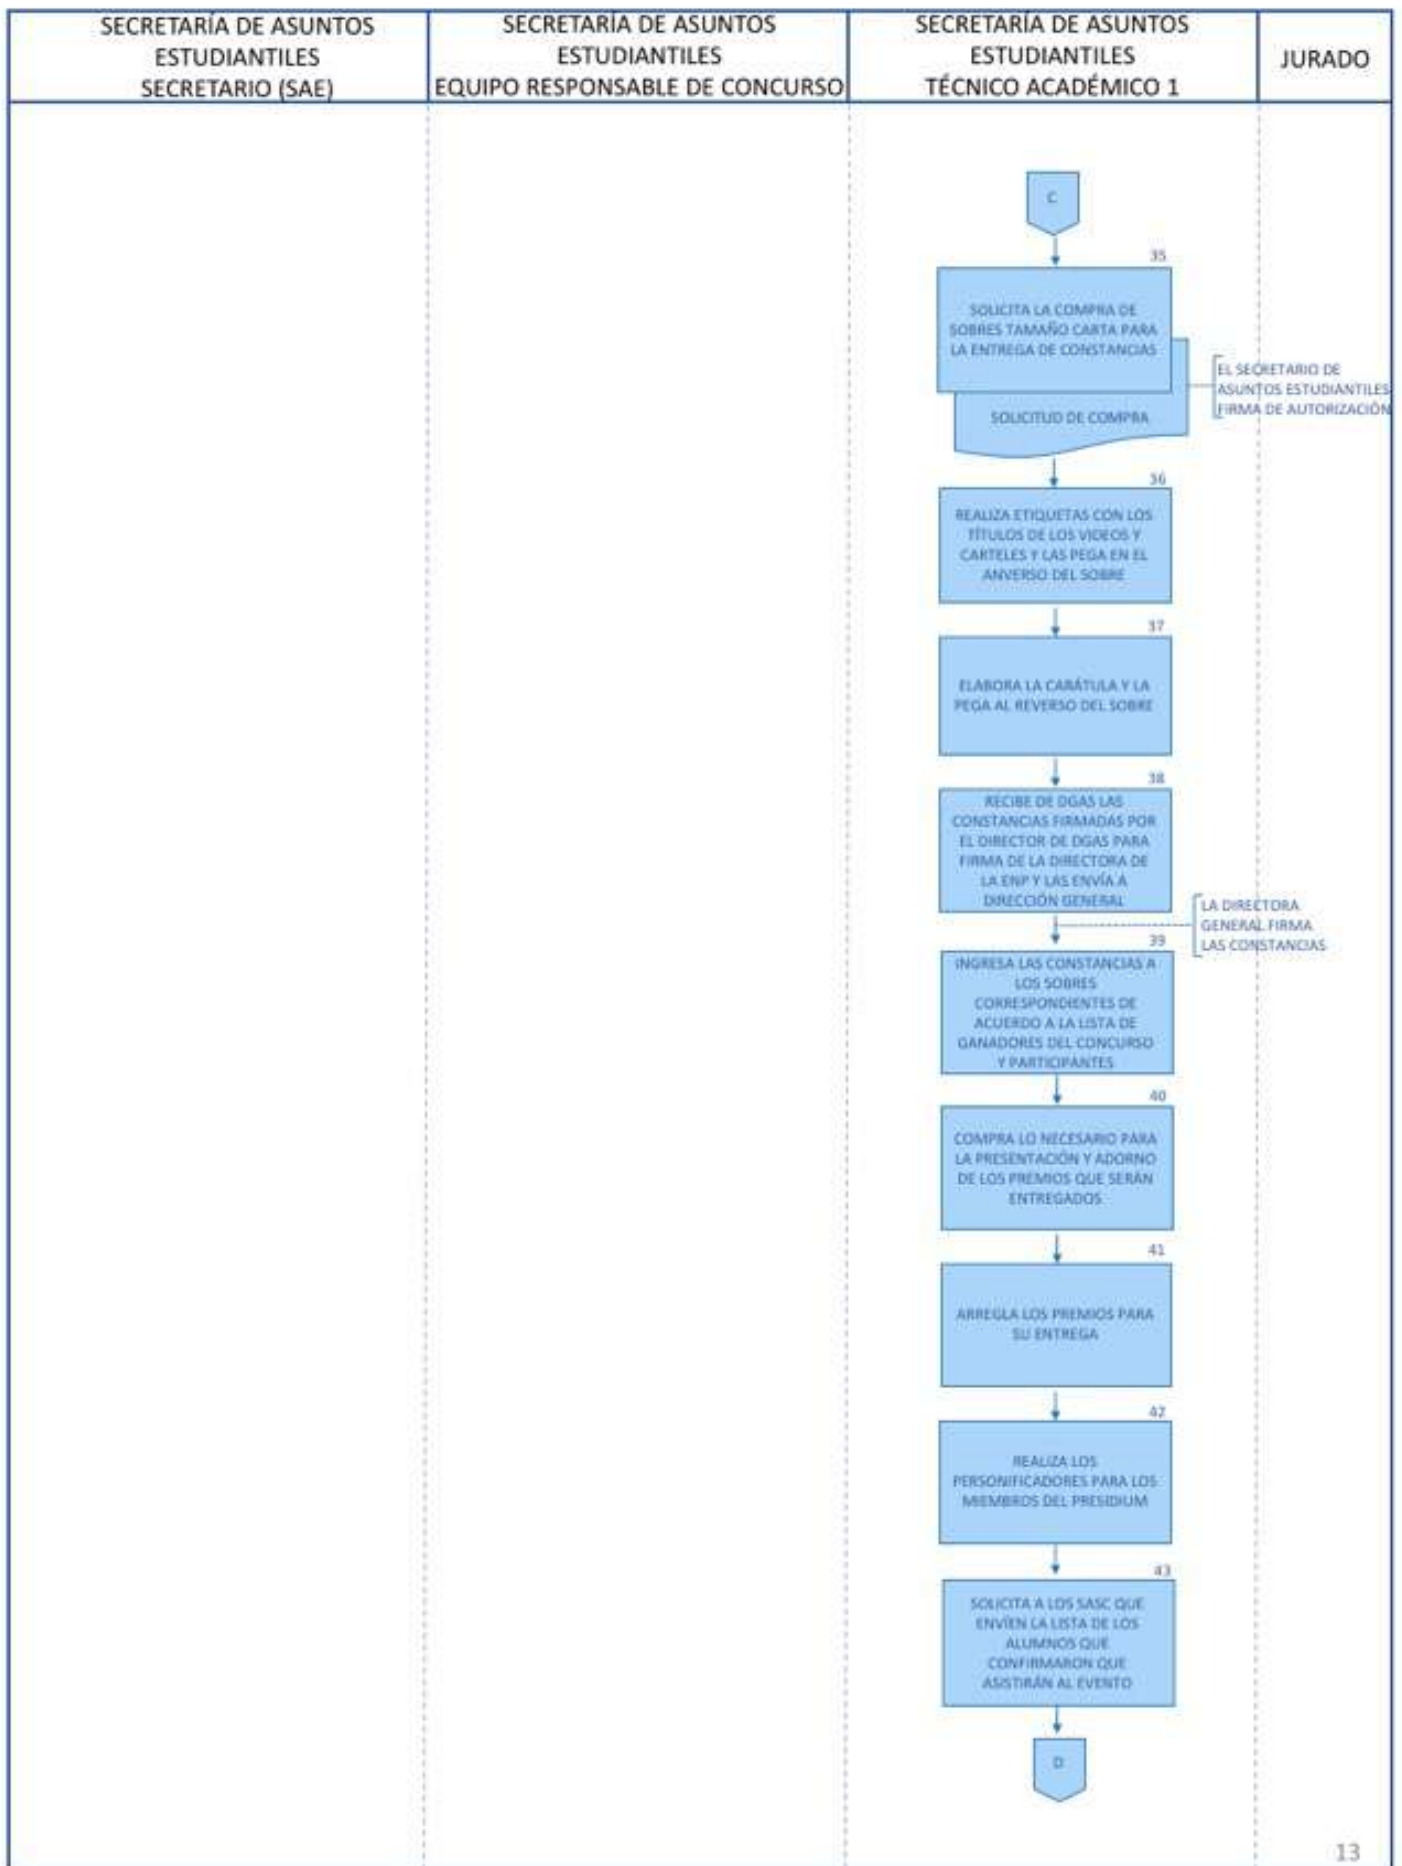 SECRETARÍA DE ASUNTOS
ESTUDIANTILES
SECRETARIO (SAE)
SECRETARÍA DE ASUNTOS
ESTUDIANTILES
EQUIPO RESPONSABLE DE CONCURSO
SECRETARÍA DE ASUNTOS
ESTUDIANTILES
TÉCNICO ACADÉMICO 1
JURADO
C
35
SOLICITA LA COMPRA DE
SOBRES TAMAÑO CARTA PARA
LA ENTREGA DE CONSTANCIAS
SOLICITUD DE COMPRA
EL SECRETARIO DE
ASUNTOS ESTUDIANTILES
FIRMA DE AUTORIZACIÓN
36
REALIZA ETIQUETAS CON LOS
TÍTULOS DE LOS VIDEOS Y
CARTELES Y LAS PEGA EN EL
ANVERSO DEL SOBRE
37
ELABORA LA CARÁTULA Y LA
PEGA AL REVERSO DEL SOBRE
38
RECIBE DE DGAS LAS
CONSTANCIAS FIRMADAS POR
EL DIRECTOR DE DGAS PARA
FIRMA DE LA DIRECTORA DE
LA ENP Y LAS ENVÍA A
DIRECCIÓN GENERAL
LA DIRECTORA
GENERAL FIRMA
LAS CONSTANCIAS
39
INGRESA LAS CONSTANCIAS A
LOS SOBRES
CORRESPONDIENTES DE
ACUERDO A LA LISTA DE
GANADORES DEL CONCURSO
Y PARTICIPANTES
40
COMPRA LO NECESARIO PARA
LA PRESENTACIÓN Y ADORNO
DE LOS PREMIOS QUE SERÁN
ENTREGADOS
41
ARREGLA LOS PREMIOS PARA
SU ENTREGA
42
REALIZA LOS
PERSONIFICADORES PARA LOS
MIEMBROS DEL PRESIDIUM
43
SOLICITA A LOS SASC QUE
ENVÍEN LA LISTA DE LOS
ALUMNOS QUE
CONFIRMARON QUE
ASISTIRÁN AL EVENTO
D
13